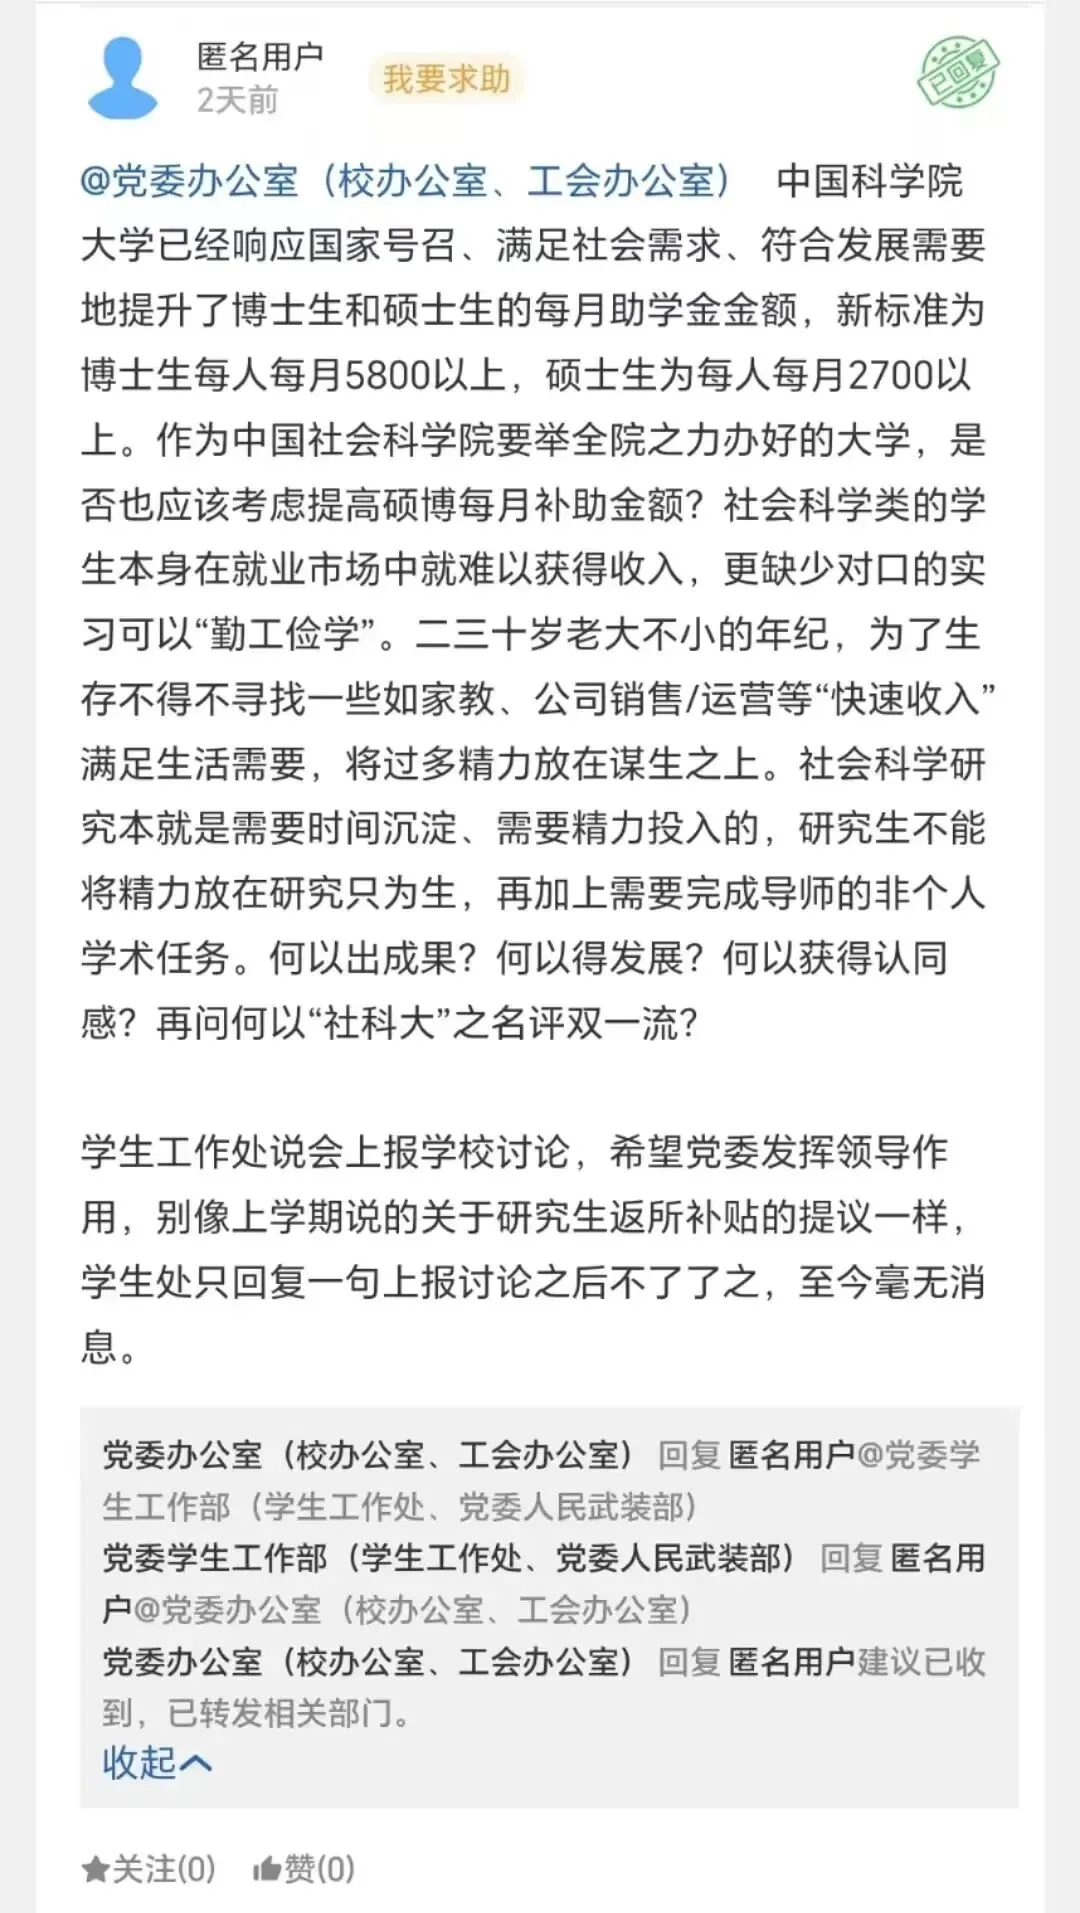 匿名用户
我要求助
2天前
已回复
@党委办公室（校办公室、工会办公室） 中国科学院
大学已经响应国家号召、满足社会需求、符合发展需要
地提升了博士生和硕士生的每月助学金金额，新标准为
博士生每人每月5800以上，硕士生为每人每月2700以
上。作为中国社会科学院要举全院之力办好的大学，是
否也应该考虑提高硕博每月补助金额？社会科学类的学
生本身在就业市场中就难以获得收入，更缺少对口的实
习可以“勤工俭学”。二三十岁老大不小的年纪，为了生
存不得不寻找一些如家教、公司销售/运营等“快速收入”
满足生活需要，将过多精力放在谋生之上。社会科学研
究本就是需要时间沉淀、需要精力投入的，研究生不能
将精力放在研究只为生，再加上需要完成导师的非个人
学术任务。何以出成果？何以得发展？何以获得认同
感？再问何以“社科大”之名评双一流？
学生工作处说会上报学校讨论，希望党委发挥领导作
用，别像上学期说的关于研究生返所补贴的提议一样，
学生处只回复一句上报讨论之后不了了之，至今毫无消
息。
党委办公室（校办公室、工会办公室） 回复 匿名用户@党委学
生工作部（学生工作处、党委人民武装部）
党委学生工作部（学生工作处、党委人民武装部） 回复 匿名用
户@党委办公室（校办公室、工会办公室）
党委办公室（校办公室、工会办公室） 回复 匿名用户建议已收
到，已转发相关部门。
收起
关注(0) 赞(0)